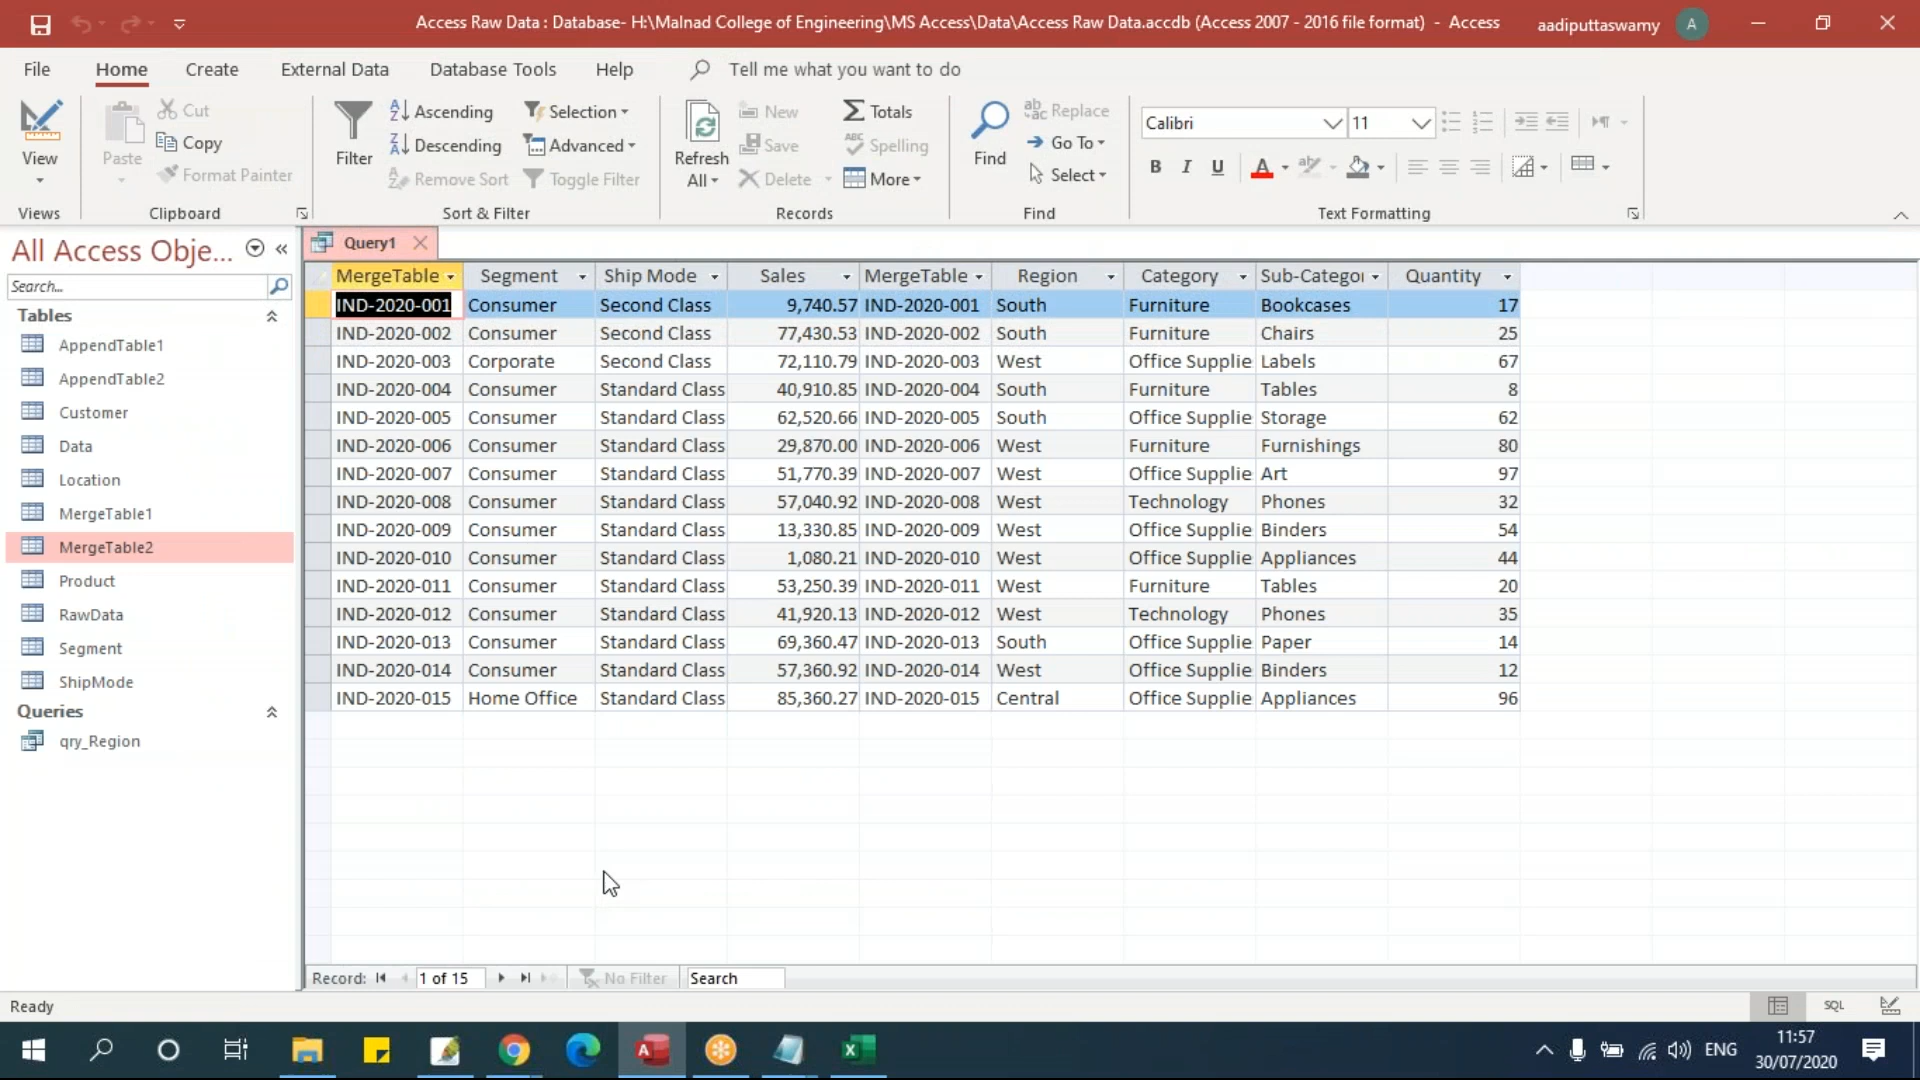 Access Raw Data : Database- H:\Malnad College of Engineering\MS Access\Data\Access Raw Data.accdb (Access 2007 - 2016 file format) - Access
aadiputtaswamy
A
File Home Create External Data Database Tools Help Tell me what you want to do
View
Views
Paste
Cut
Copy
Format Painter
Clipboard
Filter
Ascending
Descending
Remove Sort
Selection
Advanced
Toggle Filter
Sort & Filter
Refresh
All
New
Save
Delete
Totals
Spelling
More
Records
Find
Replace
Go To
Select
Find
Calibri 11
B I U A
Text Formatting
All Access Obje...
Search...
Tables
AppendTable1
AppendTable2
Customer
Data
Location
MergeTable1
MergeTable2
Product
RawData
Segment
ShipMode
Queries
qry_Region
Query1
MergeTable Segment Ship Mode Sales MergeTable Region Category Sub-Categor Quantity
IND-2020-001 Consumer Second Class 9,740.57 IND-2020-001 South Furniture Bookcases 17
IND-2020-002 Consumer Second Class 77,430.53 IND-2020-002 South Furniture Chairs 25
IND-2020-003 Corporate Second Class 72,110.79 IND-2020-003 West Office Supplie Labels 67
IND-2020-004 Consumer Standard Class 40,910.85 IND-2020-004 South Furniture Tables 8
IND-2020-005 Consumer Standard Class 62,520.66 IND-2020-005 South Office Supplie Storage 62
IND-2020-006 Consumer Standard Class 29,870.00 IND-2020-006 West Furniture Furnishings 80
IND-2020-007 Consumer Standard Class 51,770.39 IND-2020-007 West Office Supplie Art 97
IND-2020-008 Consumer Standard Class 57,040.92 IND-2020-008 West Technology Phones 32
IND-2020-009 Consumer Standard Class 13,330.85 IND-2020-009 West Office Supplie Binders 54
IND-2020-010 Consumer Standard Class 1,080.21 IND-2020-010 West Office Supplie Appliances 44
IND-2020-011 Consumer Standard Class 53,250.39 IND-2020-011 West Furniture Tables 20
IND-2020-012 Consumer Standard Class 41,920.13 IND-2020-012 West Technology Phones 35
IND-2020-013 Consumer Standard Class 69,360.47 IND-2020-013 South Office Supplie Paper 14
IND-2020-014 Consumer Standard Class 57,360.92 IND-2020-014 West Office Supplie Binders 12
IND-2020-015 Home Office Standard Class 85,360.27 IND-2020-015 Central Office Supplie Appliances 96
Record: 1 of 15 No Filter Search
Ready
SQL
ENG
11:57
30/07/2020